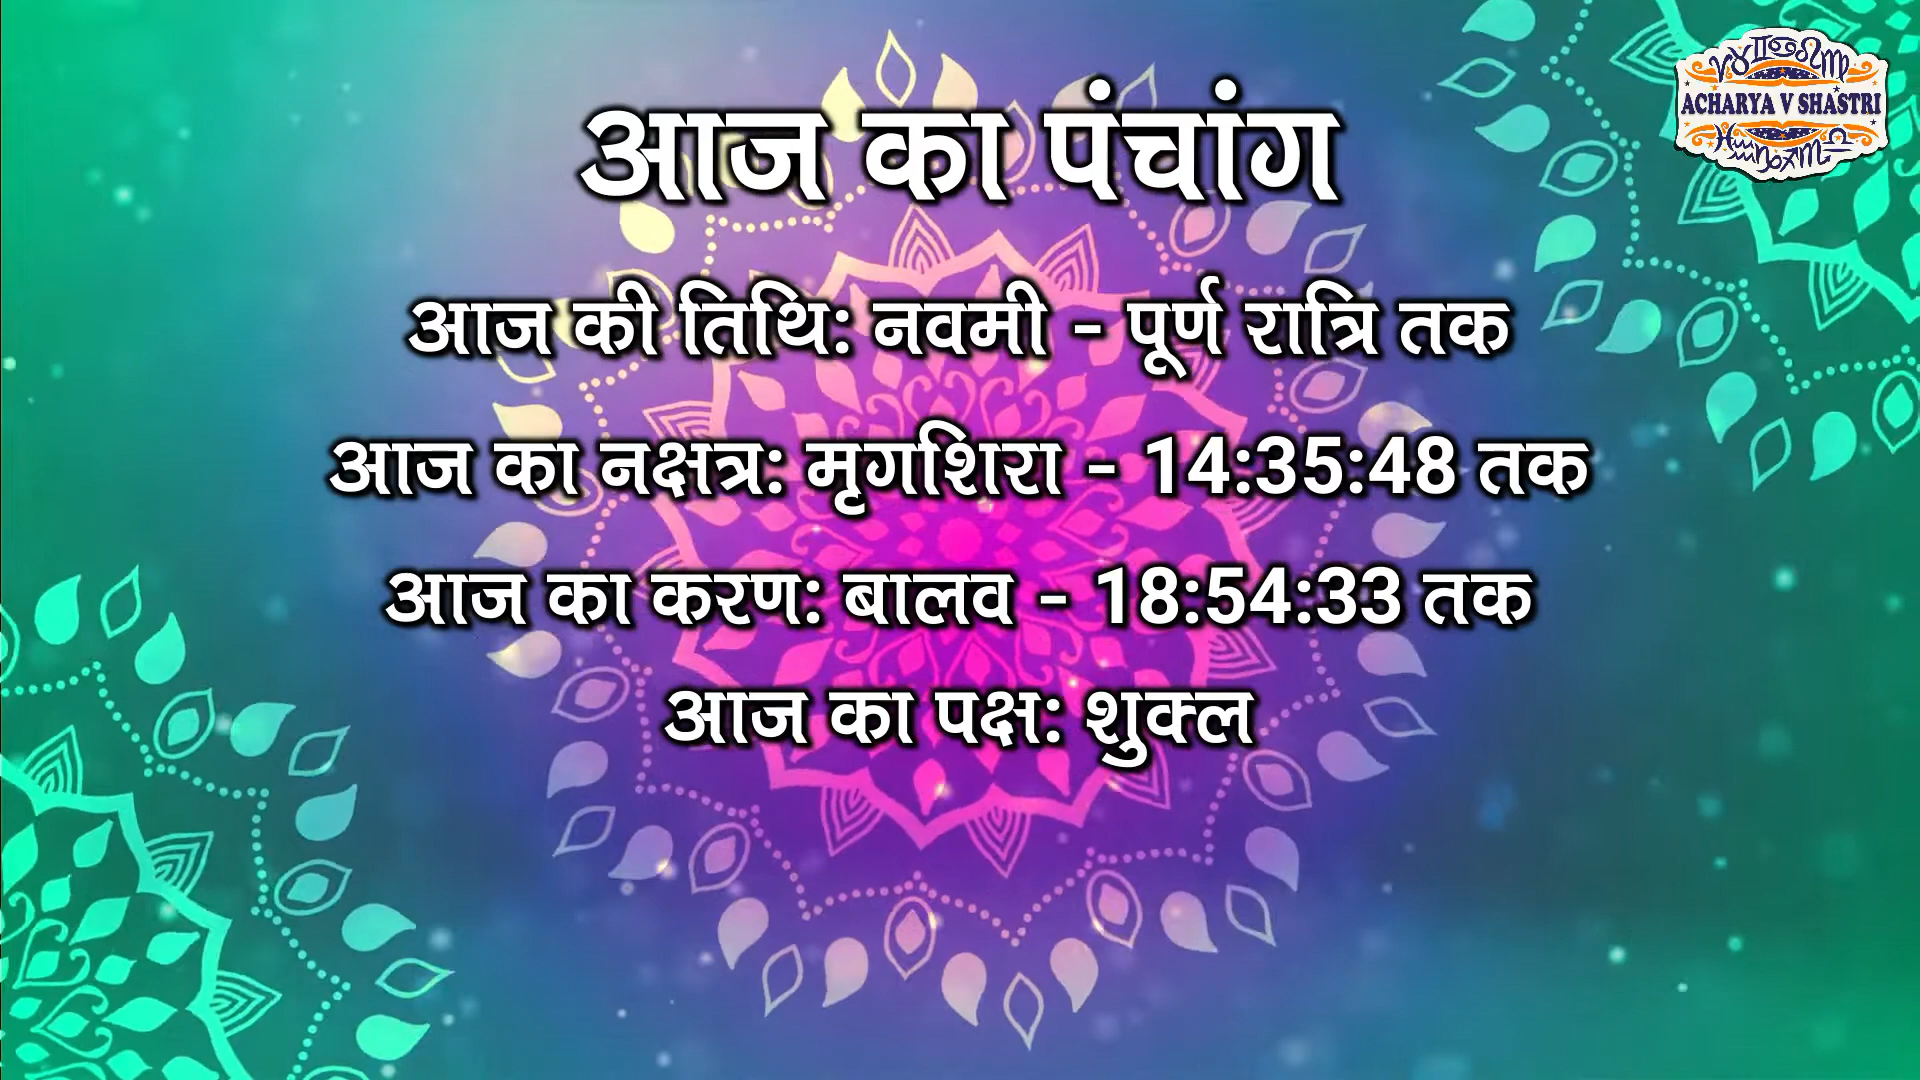 ACHARYA V SHASTRI
आज का पंचांग
आज की तिथि: नवमी - पूर्ण रात्रि तक
आज का नक्षत्र: मृगशिरा - 14:35:48 तक
आज का करण: बालव - 18:54:33 तक
आज का पक्ष: शुक्ल